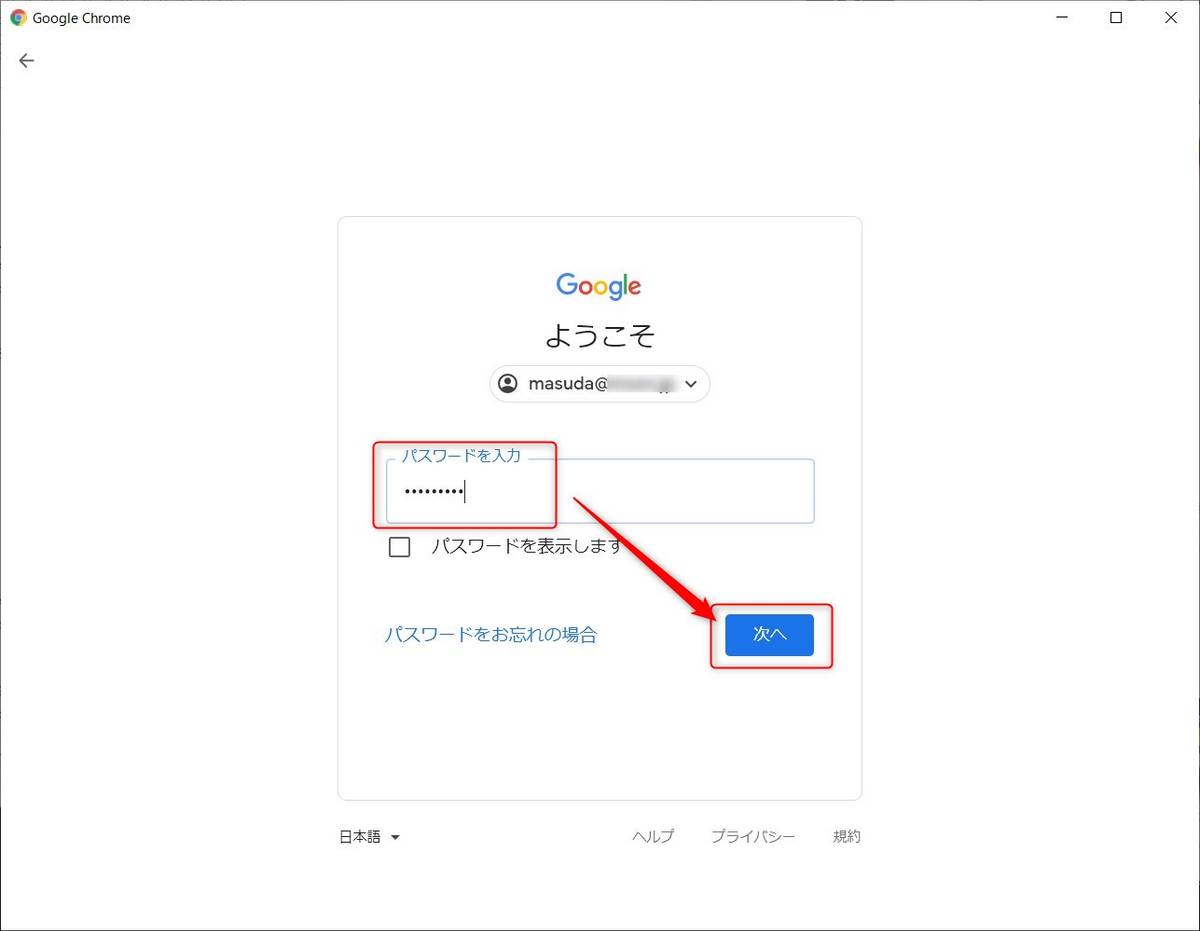 Google Chrome
Google
ようこそ
masuda@
パスワードを入力
•••••••••
パスワードを表示します
パスワードをお忘れの場合
次へ
日本語
ヘルプ
プライバシー
規約